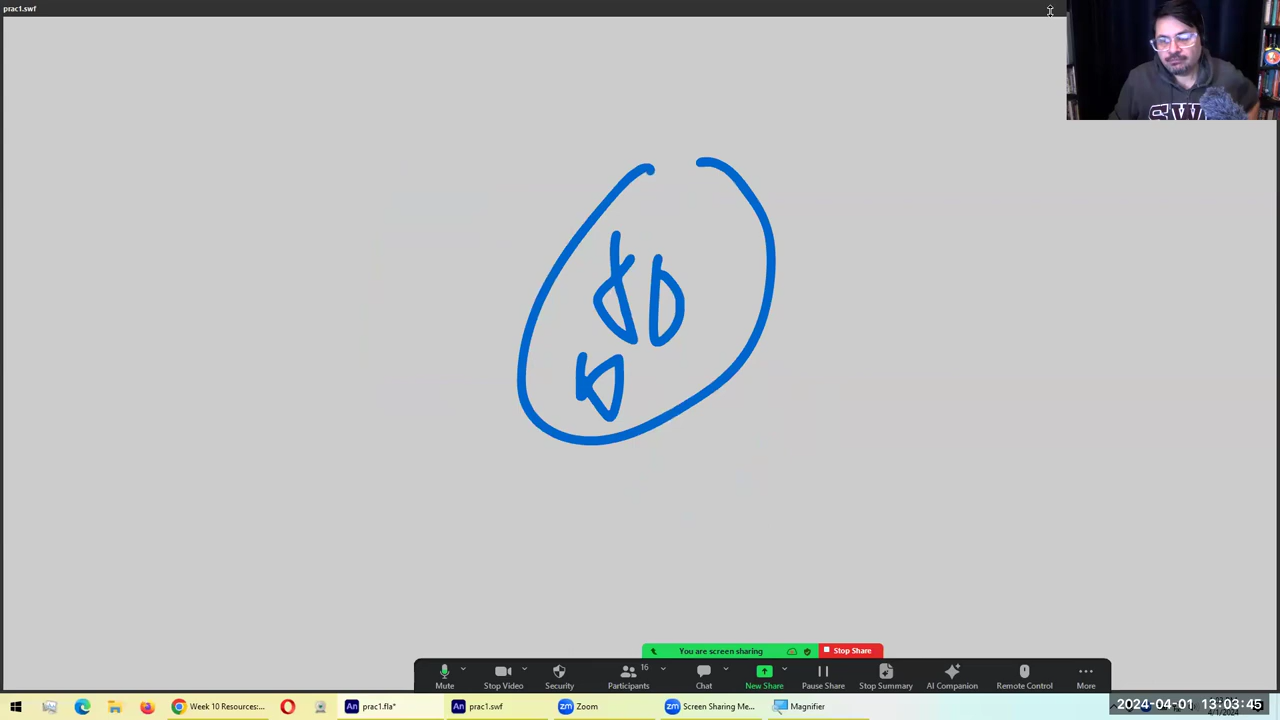 prac1.swf
SW
You are screen sharing
Stop Share
16
Mute
Stop Video
Security
Participants
Chat
New Share
Pause Share
Stop Summary
AI Companion
Remote Control
More
Week 10 Resources:...
prac1.fla*
prac1.swf
Zoom
Screen Sharing Me...
Magnifier
2024-04-01 13:03:45